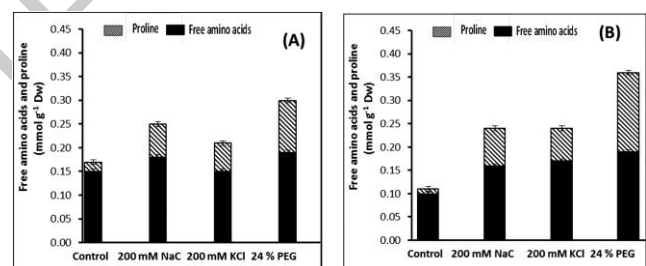 Free amino acids and proline
(mmol g⁻¹ Dw)
0.45
0.40
0.35
0.30
0.25
0.20
0.15
0.10
0.05
0.00
Proline Free amino acids
(A)
Control 200 mM NaC 200 mM KCl 24 % PEG
Free amino acids and proline
(mmol g⁻¹ Dw)
0.45
0.40
0.35
0.30
0.25
0.20
0.15
0.10
0.05
0.00
Proline Free amino acids
(B)
Control 200 mM NaC 200 mM KCl 24 % PEG